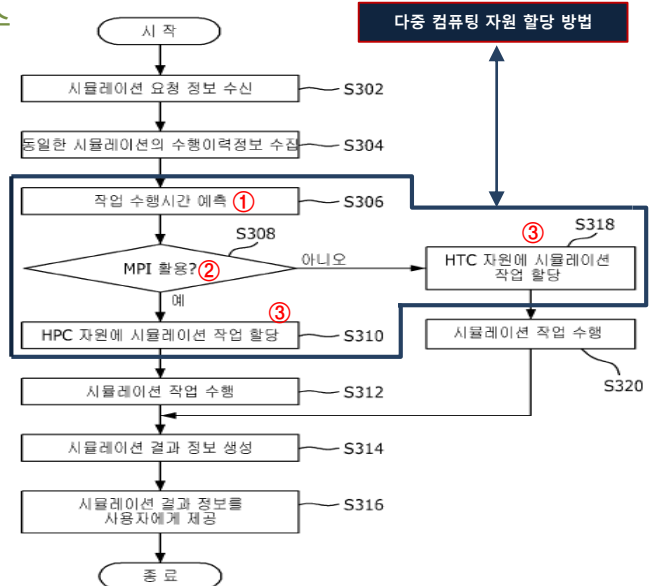 다중 컴퓨팅 자원 할당 방법
시 작
시뮬레이션 요청 정보 수신
S302
동일한 시뮬레이션의 수행이력정보 수집
S304
작업 수행시간 예측 ①
S306
S308
MPI 활용? ②
아니오
예
③
S318
HTC 자원에 시뮬레이션
작업 할당
③
HPC 자원에 시뮬레이션 작업 할당
S310
시뮬레이션 작업 수행
S320
시뮬레이션 작업 수행
S312
시뮬레이션 결과 정보 생성
S314
시뮬레이션 결과 정보를
사용자에게 제공
S316
종 료